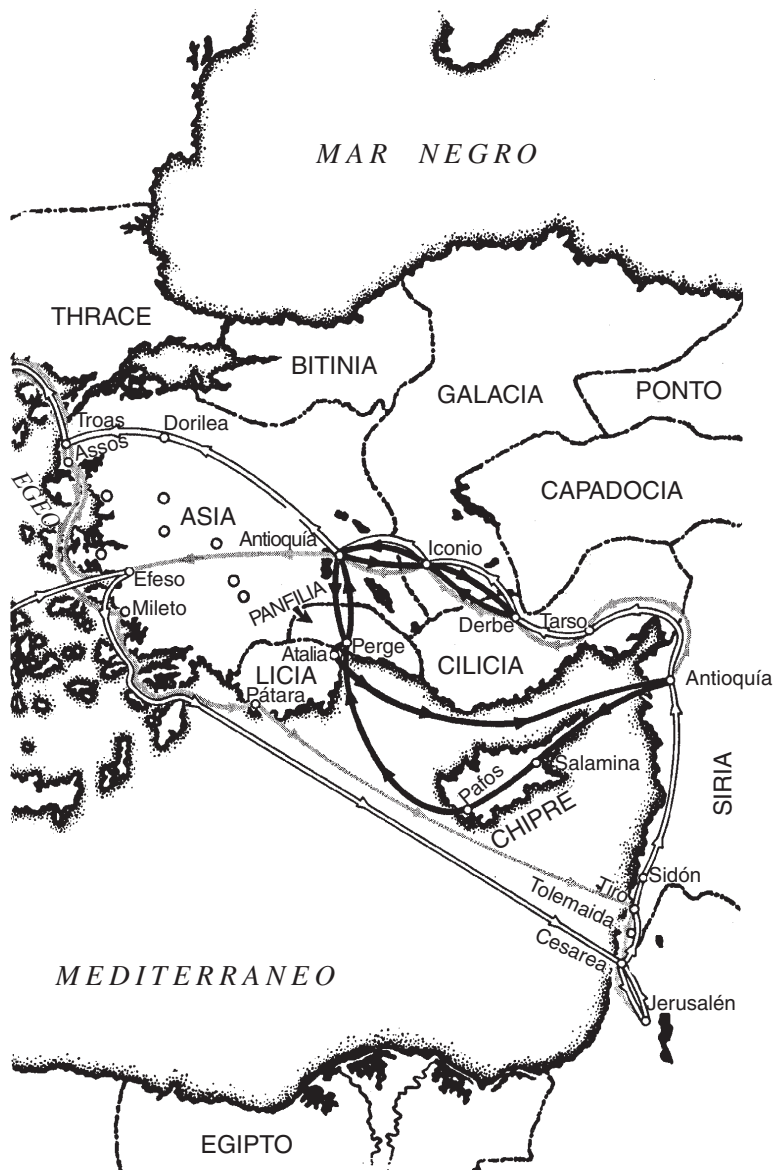 MAR NEGRO
THRACE
BITINIA
GALACIA
PONTO
Troas
Dorilea
Assos
EGEO
CAPADOCIA
ASIA
Antioquía
Iconio
Efeso
Mileto
PANFILIA
Derbe
Tarso
Atalia
Perge
CILICIA
LICIA
Pátara
Antioquía
Salamina
Pafos
CHIPRE
SIRIA
Sidón
Tiro
Tolemaida
Cesarea
MEDITERRANEO
Jerusalén
EGIPTO